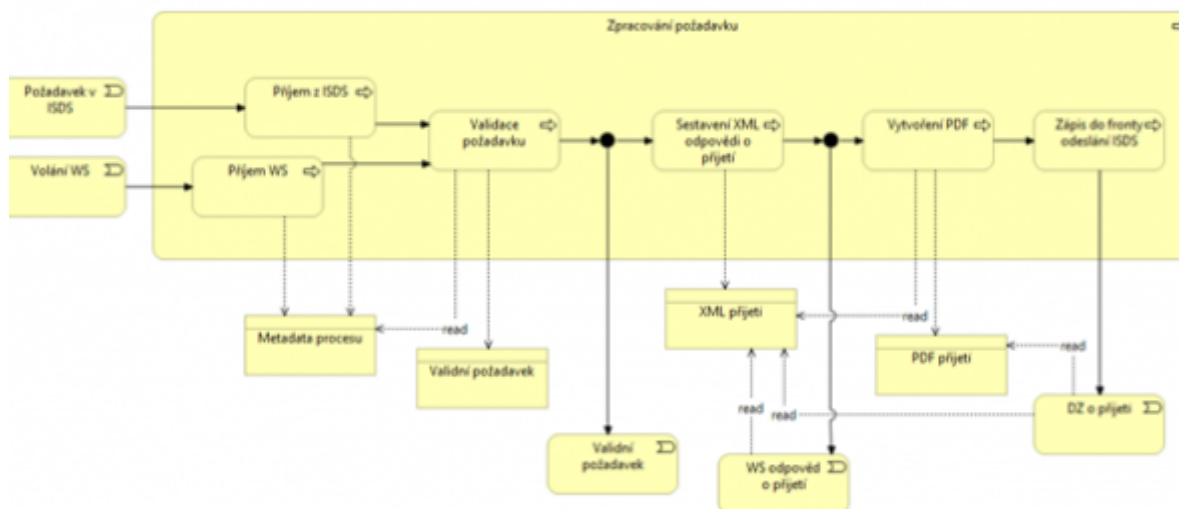 Zpracování požadavku
Požadavek v
ISDS
Příjem z ISDS
Validace
požadavku
Sestavení XML
odpovědi o
přijetí
Vytvoření PDF
Zápis do fronty
odeslání ISDS
Volání WS
Příjem WS
Metadata procesu
read
Validní požadavek
XML přijetí
read
PDF přijetí
read
read
read
DZ o přijetí
Validní
požadavek
WS odpověď
o přijetí